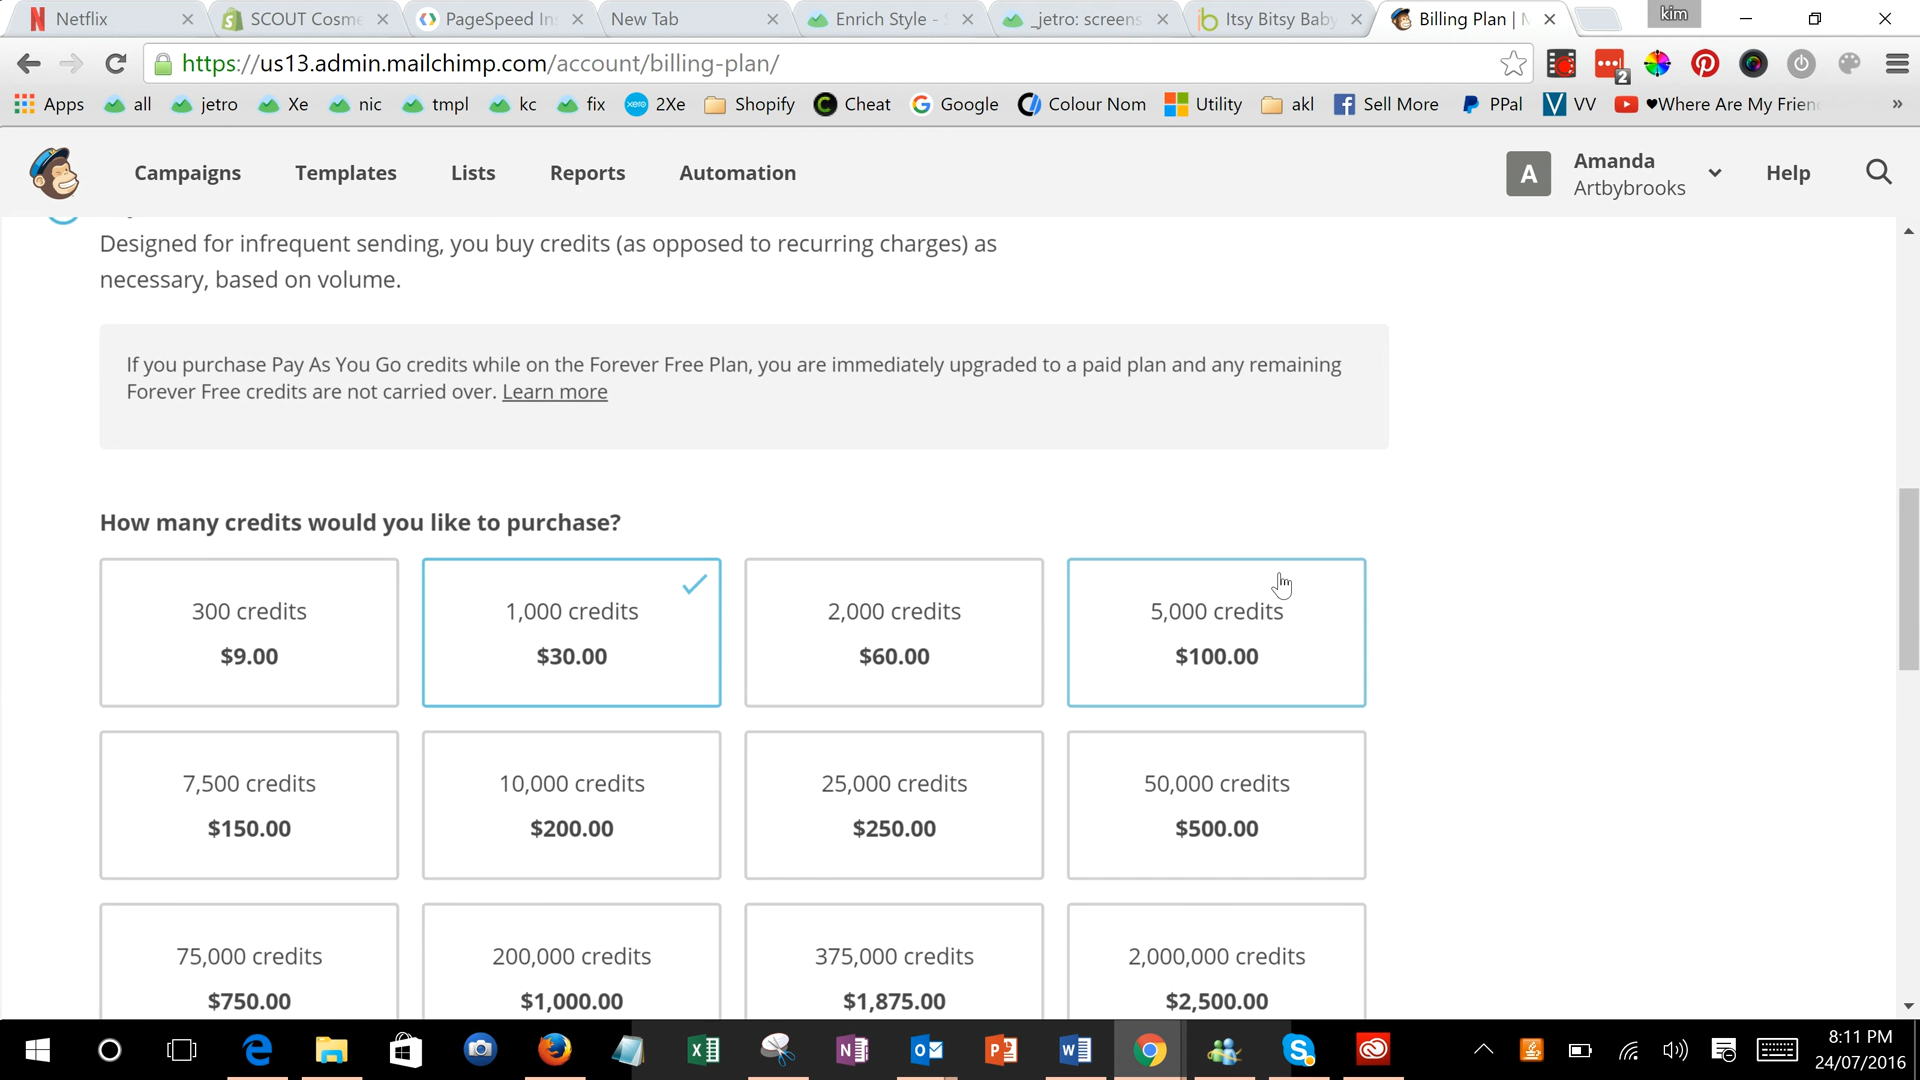 Netflix
SCOUT Cosme
PageSpeed In
New Tab
Enrich Style -
_jetro: screens
Itsy Bitsy Baby
Billing Plan |
kim
https://us13.admin.mailchimp.com/account/billing-plan/
2
Apps
all
jetro
Xe
nic
tmpl
kc
fix
xero
2Xe
Shopify
Cheat
Google
Colour Nom
Utility
akl
Sell More
PPal
VV
♥Where Are My Frien
»
Campaigns
Templates
Lists
Reports
Automation
A
Amanda
Artbybrooks
Help
Designed for infrequent sending, you buy credits (as opposed to recurring charges) as
necessary, based on volume.
If you purchase Pay As You Go credits while on the Forever Free Plan, you are immediately upgraded to a paid plan and any remaining
Forever Free credits are not carried over. Learn more
How many credits would you like to purchase?
300 credits
$9.00
1,000 credits
$30.00
2,000 credits
$60.00
5,000 credits
$100.00
7,500 credits
$150.00
10,000 credits
$200.00
25,000 credits
$250.00
50,000 credits
$500.00
75,000 credits
$750.00
200,000 credits
$1,000.00
375,000 credits
$1,875.00
2,000,000 credits
$2,500.00
8:11 PM
24/07/2016